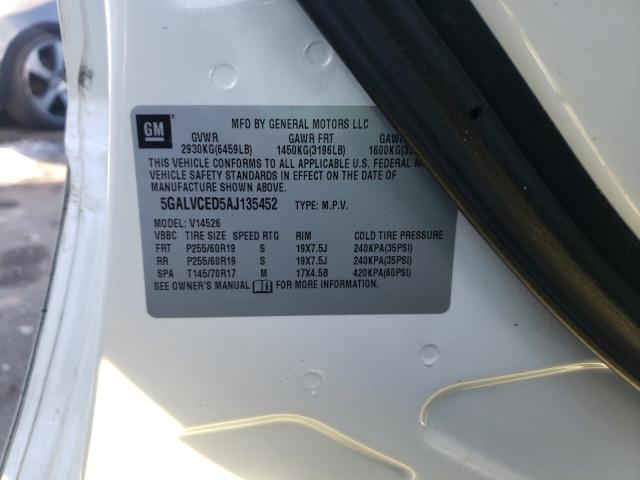 GM
MFD BY GENERAL MOTORS LLC
GVWR GAWR FRT
2930KG(6459LB) 1450KG(3196LB)
THIS VEHICLE CONFORMS TO ALL APPLICABLE U.S. FEDERAL
VEHICLE SAFETY STANDARDS IN EFFECT ON THE DATE OF
MANUFACTURE SHOWN ABOVE.
5GALVCED5AJ135452 TYPE: M.P.V.
MODEL: V14526
VBBC TIRE SIZE SPEED RTG RIM COLD TIRE PRESSURE
FRT P255/60R19 S 19X7.5J 240KPA(35PSI)
RR P255/60R19 S 19X7.5J 240KPA(35PSI)
SPA T145/70R17 M 17X4.5B 420KPA(60PSI)
SEE OWNER'S MANUAL FOR MORE INFORMATION